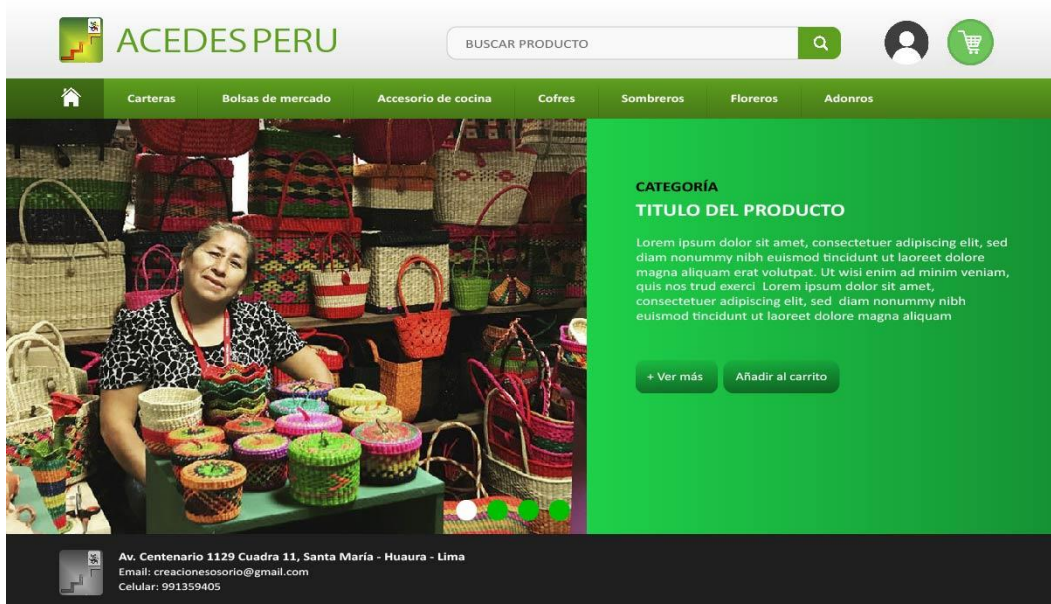 ACEDES PERU
BUSCAR PRODUCTO
Carteras
Bolsas de mercado
Accesorio de cocina
Cofres
Sombreros
Floreros
Adonros
CATEGORÍA
TITULO DEL PRODUCTO
Lorem ipsum dolor sit amet, consectetuer adipiscing elit, sed
diam nonummy nibh euismod tincidunt ut laoreet dolore
magna aliquam erat volutpat. Ut wisi enim ad minim veniam,
quis nos trud exerci Lorem ipsum dolor sit amet,
consectetuer adipiscing elit, sed diam nonummy nibh
euismod tincidunt ut laoreet dolore magna aliquam
+ Ver más
Añadir al carrito
Av. Centenario 1129 Cuadra 11, Santa María - Huaura - Lima
Email: creacionesosorio@gmail.com
Celular: 991359405